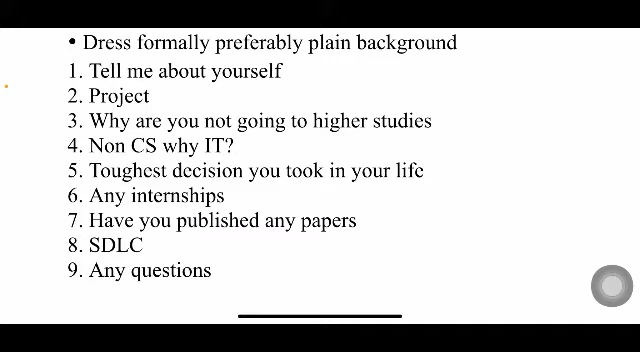 • Dress formally preferably plain background
1. Tell me about yourself
2. Project
3. Why are you not going to higher studies
4. Non CS why IT?
5. Toughest decision you took in your life
6. Any internships
7. Have you published any papers
8. SDLC
9. Any questions